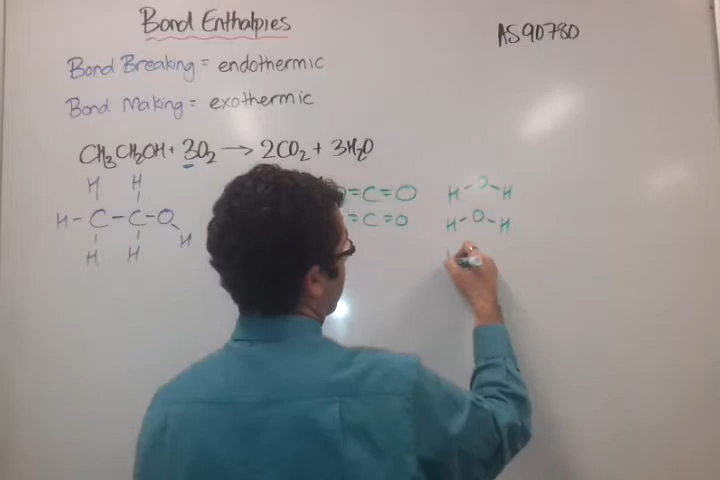 Bond Enthalpies
AS90780
Bond Breaking = endothermic
Bond Making = exothermic
CH₃CH₂OH + 3O₂ → 2CO₂ + 3H₂O
H H
H-C-C-O
H
H H
=C=O
=C=O
H-O-H
H-O-H